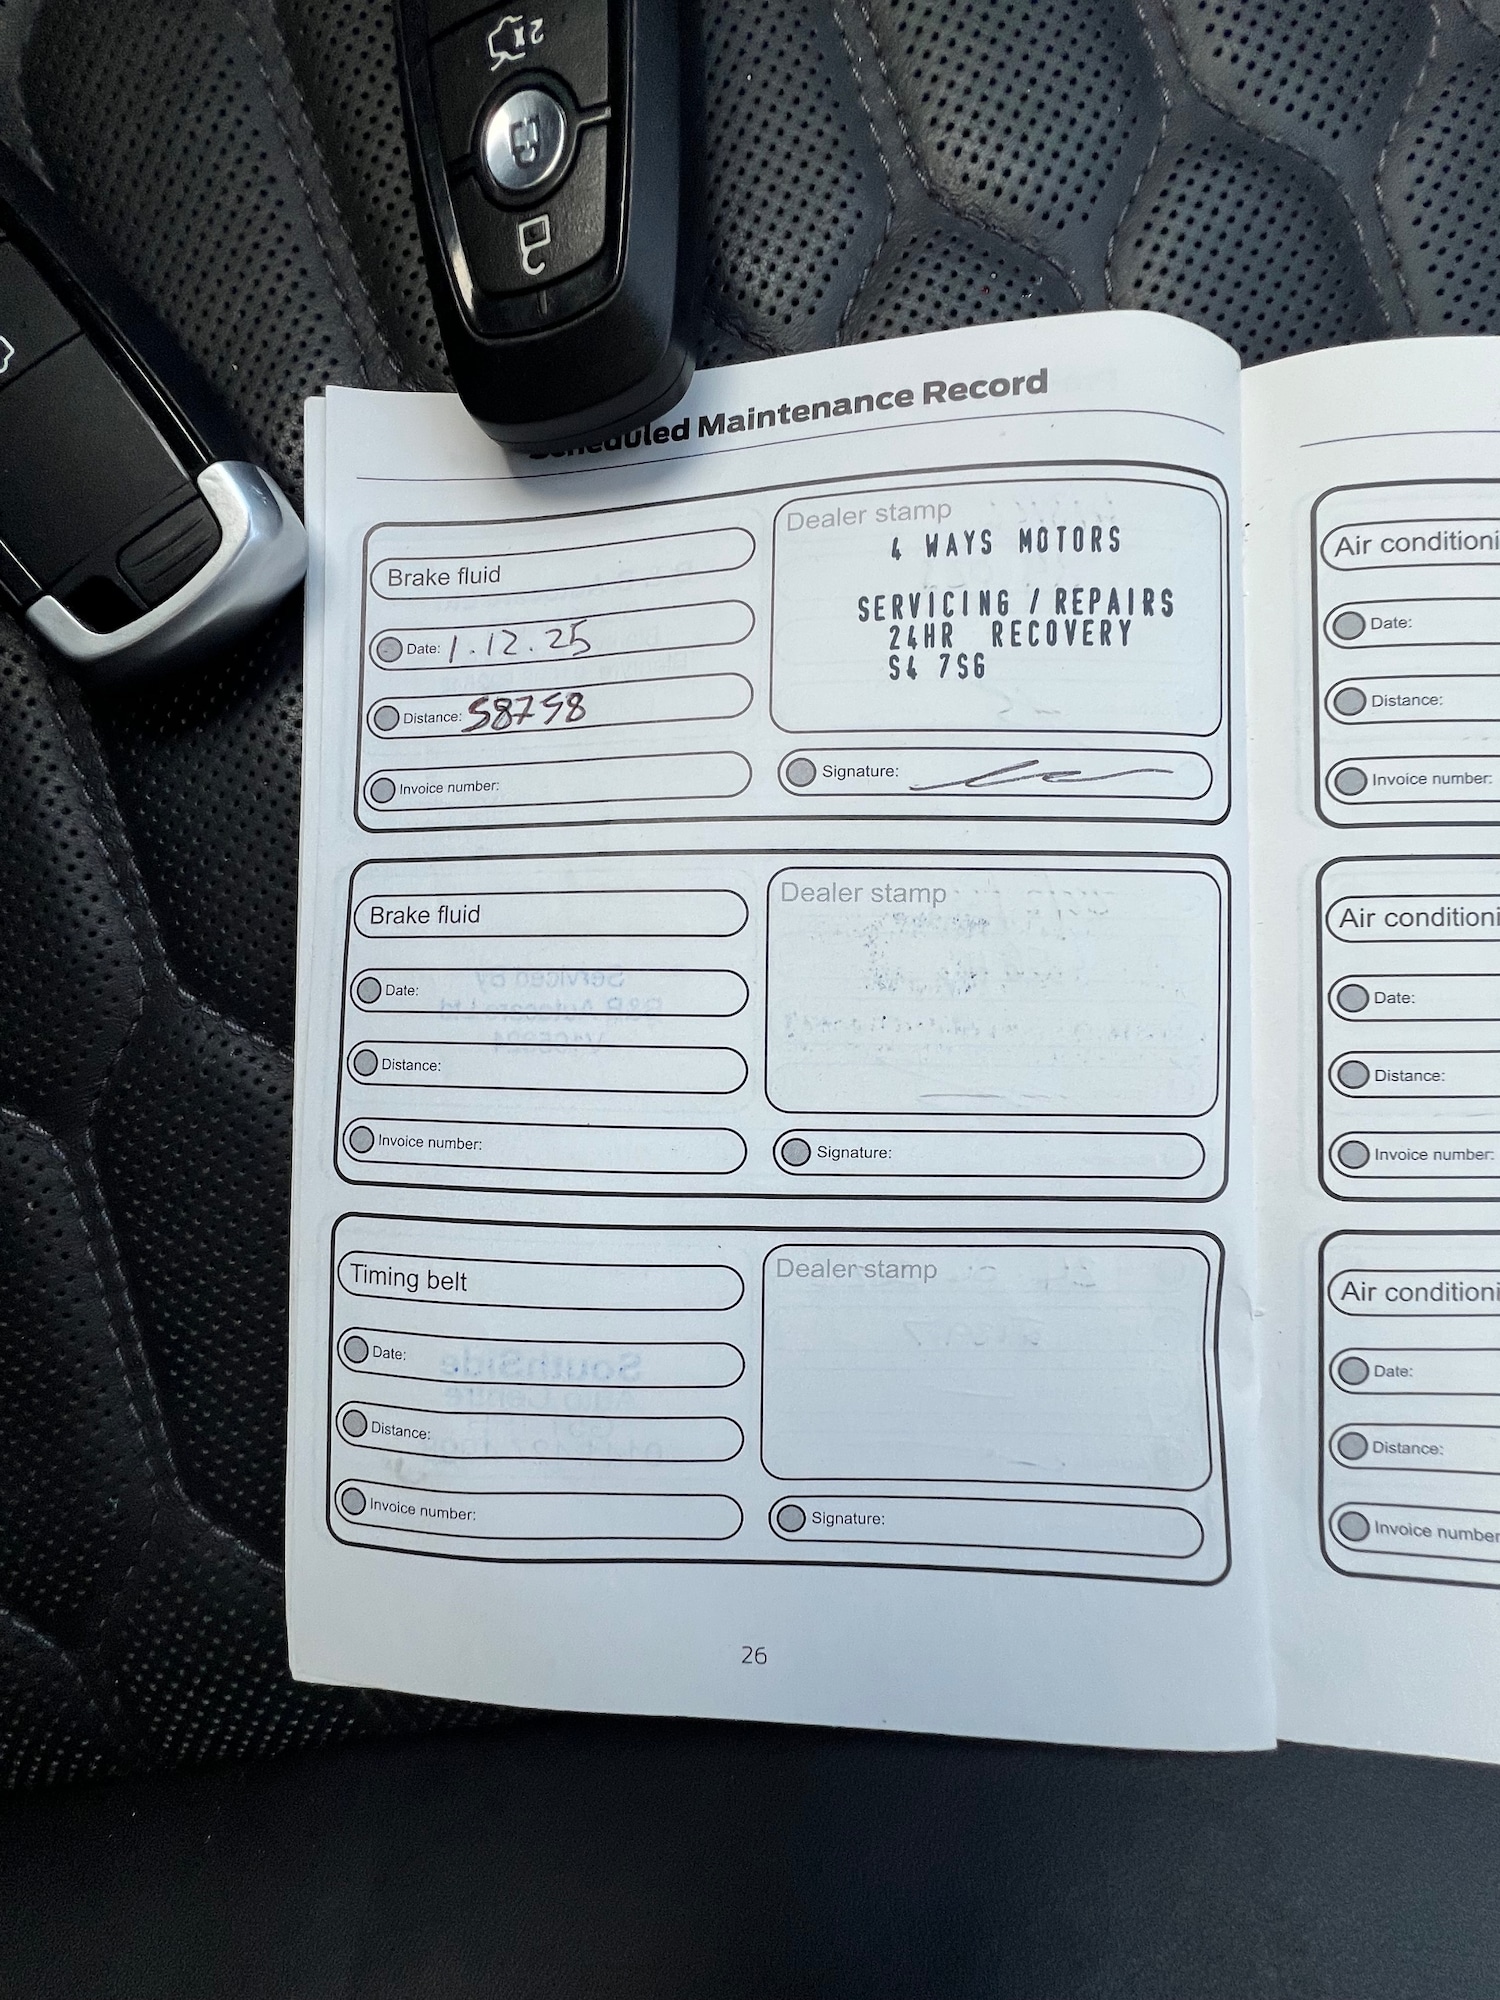 2x
Scheduled Maintenance Record
Brake fluid
Date: 1.12.25
Distance: 58758
Invoice number:
Dealer stamp
4 WAYS MOTORS
SERVICING / REPAIRS
24HR RECOVERY
S4 7SG
Signature:
Brake fluid
Date:
Distance:
Invoice number:
Dealer stamp
Signature:
Timing belt
Date:
Distance:
Invoice number:
Dealer stamp
Signature:
26
Air conditioni
Date:
Distance:
Invoice number:
Air conditioni
Date:
Distance:
Invoice number:
Air conditioni
Date:
Distance:
Invoice number